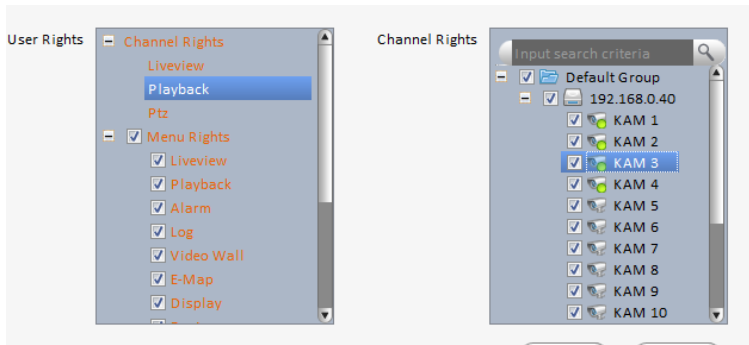 User Rights
Channel Rights
Liveview
Playback
Ptz
Menu Rights
Liveview
Playback
Alarm
Log
Video Wall
E-Map
Display
Channel Rights
Input search criteria
Default Group
192.168.0.40
KAM 1
KAM 2
KAM 3
KAM 4
KAM 5
KAM 6
KAM 7
KAM 8
KAM 9
KAM 10